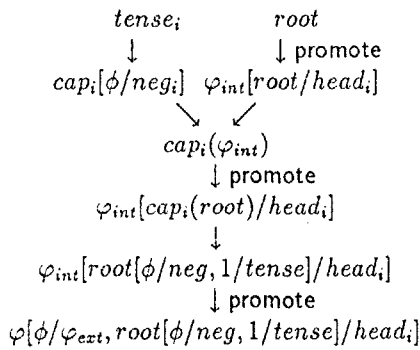 tense_i root
↓ ↓ promote
cap_i[ϕ/neg_i] φ_int[root/head_i]
↘ ↙
cap_i(φ_int)
↓ promote
φ_int[cap_i(root)/head_i]
↓
φ_int[root[ϕ/neg, 1/tense]/head_i]
↓ promote
φ[ϕ/φ_ext, root[ϕ/neg, 1/tense]/head_i]